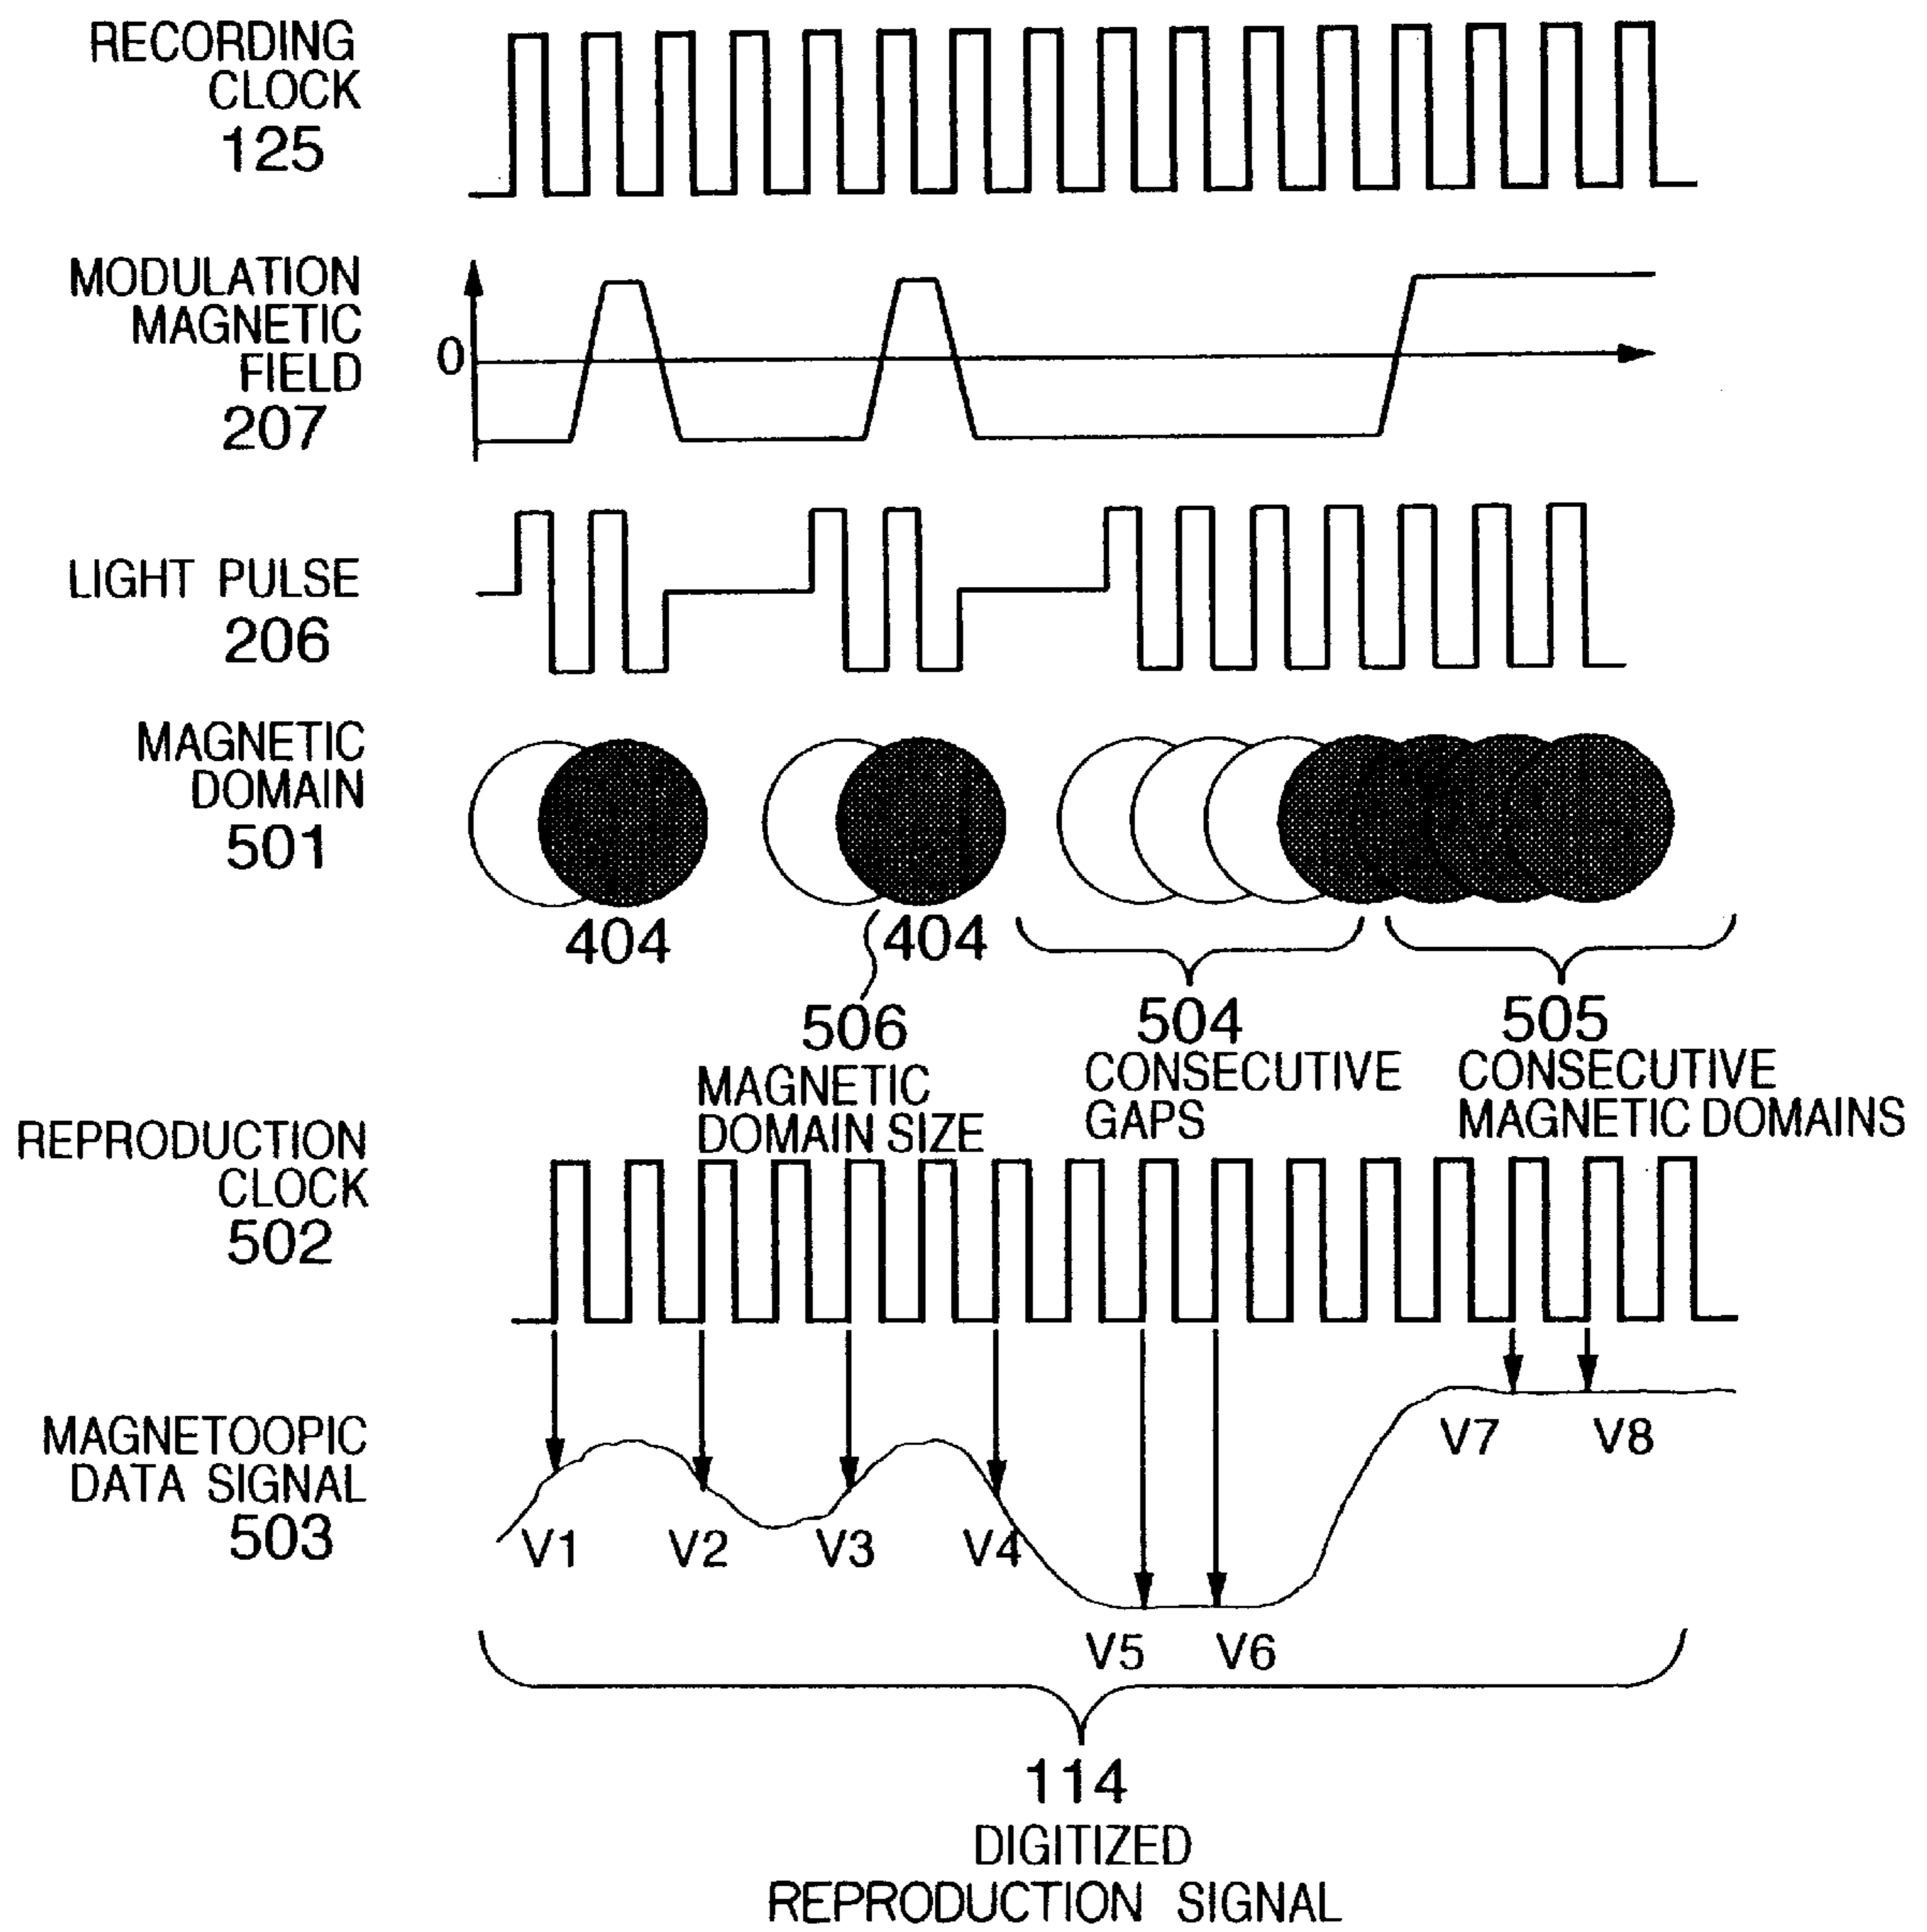 RECORDING
CLOCK
125
MODULATION
MAGNETIC
FIELD
207
0
LIGHT PULSE
206
MAGNETIC
DOMAIN
501
404
404
506
MAGNETIC
DOMAIN SIZE
504
CONSECUTIVE
GAPS
505
CONSECUTIVE
MAGNETIC DOMAINS
REPRODUCTION
CLOCK
502
MAGNETOOPIC
DATA SIGNAL
503
V1
V2
V3
V4
V5
V6
V7
V8
114
DIGITIZED
REPRODUCTION SIGNAL